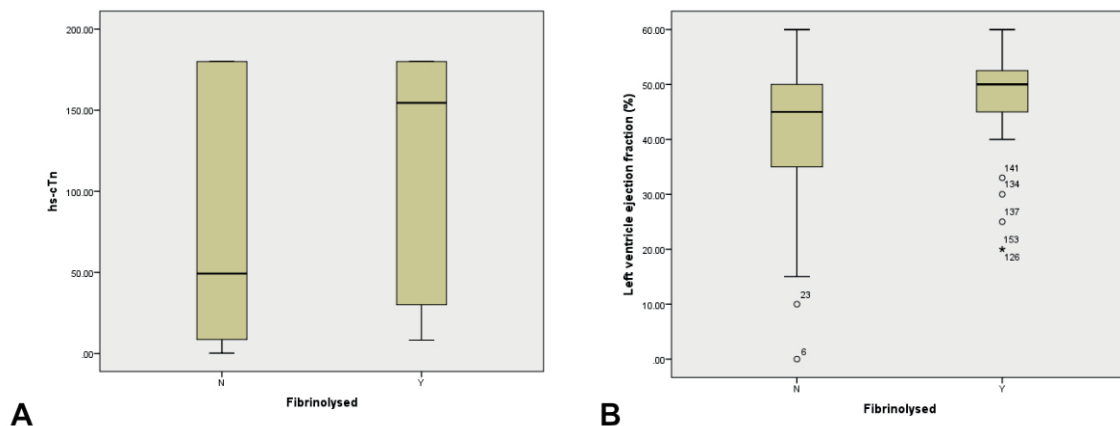 200.00
150.00
100.00
50.00
.00
hs-cTn
N
Y
Fibrinolysed
A
60.00
50.00
40.00
30.00
20.00
10.00
.00
Left ventricle ejection fraction (%)
23
6
141
134
137
153
126
N
Y
Fibrinolysed
B